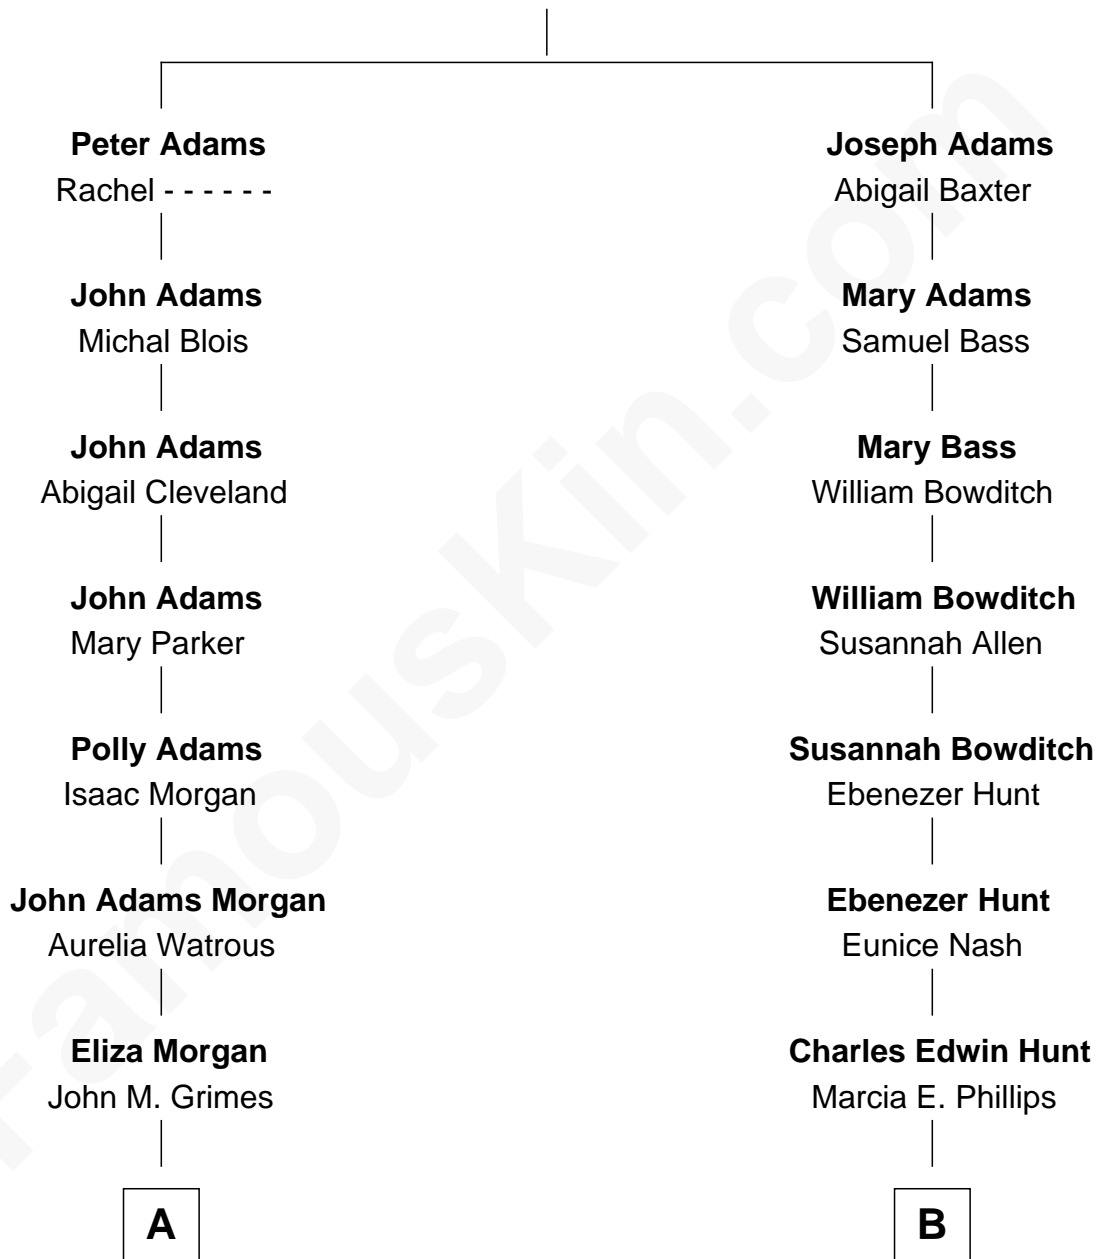 Peter Adams
Rachel - - - - - -
John Adams
Michal Blois
John Adams
Abigail Cleveland
John Adams
Mary Parker
Polly Adams
Isaac Morgan
John Adams Morgan
Aurelia Watrous
Eliza Morgan
John M. Grimes
A
Joseph Adams
Abigail Baxter
Mary Adams
Samuel Bass
Mary Bass
William Bowditch
William Bowditch
Susannah Allen
Susannah Bowditch
Ebenezer Hunt
Ebenezer Hunt
Eunice Nash
Charles Edwin Hunt
Marcia E. Phillips
B
FamousKin.com